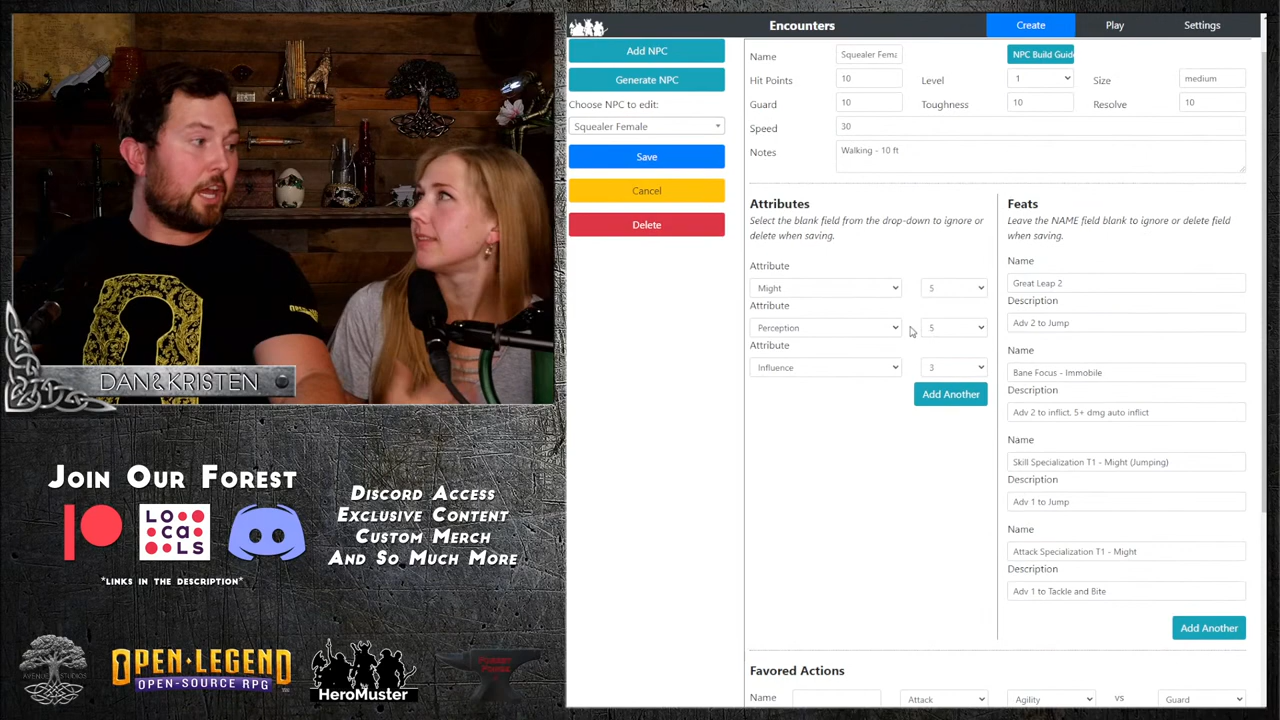 DAN & KRISTEN
JOIN OUR FOREST
LO
ca
LS
*LINKS IN THE DESCRIPTION*
DISCORD ACCESS
EXCLUSIVE CONTENT
CUSTOM MERCH
AND SO MUCH MORE
OPEN LEGEND
OPEN-SOURCE RPG
HeroMuster
Encounters
Create
Play
Settings
Add NPC
Generate NPC
Choose NPC to edit:
Squealer Female
Save
Cancel
Delete
Name
Squealer Fema
NPC Build Guid
Hit Points
10
Level
1
Size
medium
Guard
10
Toughness
10
Resolve
10
Speed
30
Notes
Walking - 10 ft
Attributes
Select the blank field from the drop-down to ignore or
delete when saving.
Attribute
Might
5
Attribute
Perception
5
Attribute
Influence
3
Add Another
Feats
Leave the NAME field blank to ignore or delete field
when saving.
Name
Great Leap 2
Description
Adv 2 to Jump
Name
Bane Focus - Immobile
Description
Adv 2 to inflict, 5+ dmg auto inflict
Name
Skill Specialization T1 - Might (Jumping)
Description
Adv 1 to Jump
Name
Attack Specialization T1 - Might
Description
Adv 1 to Tackle and Bite
Add Another
Favored Actions
Name
Attack
Agility
vs
Guard